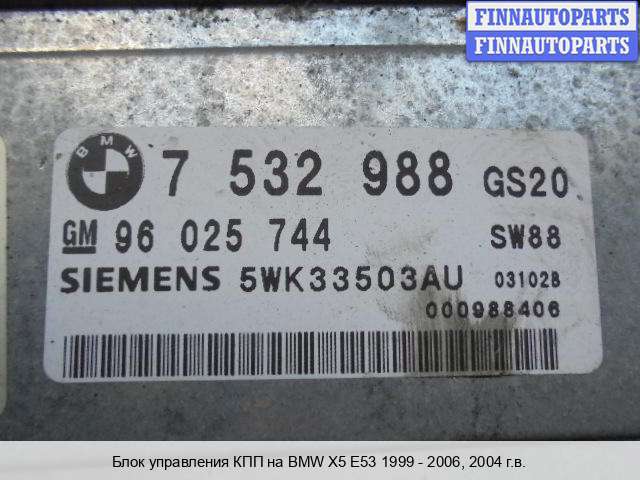 FINNAUTOPARTS
FINNAUTOPARTS
BMW 7 532 988 GS20
GM 96 025 744 SW88
SIEMENS 5WK33503AU 031028
000988406
Блок управления КПП на BMW X5 E53 1999 - 2006, 2004 г.в.